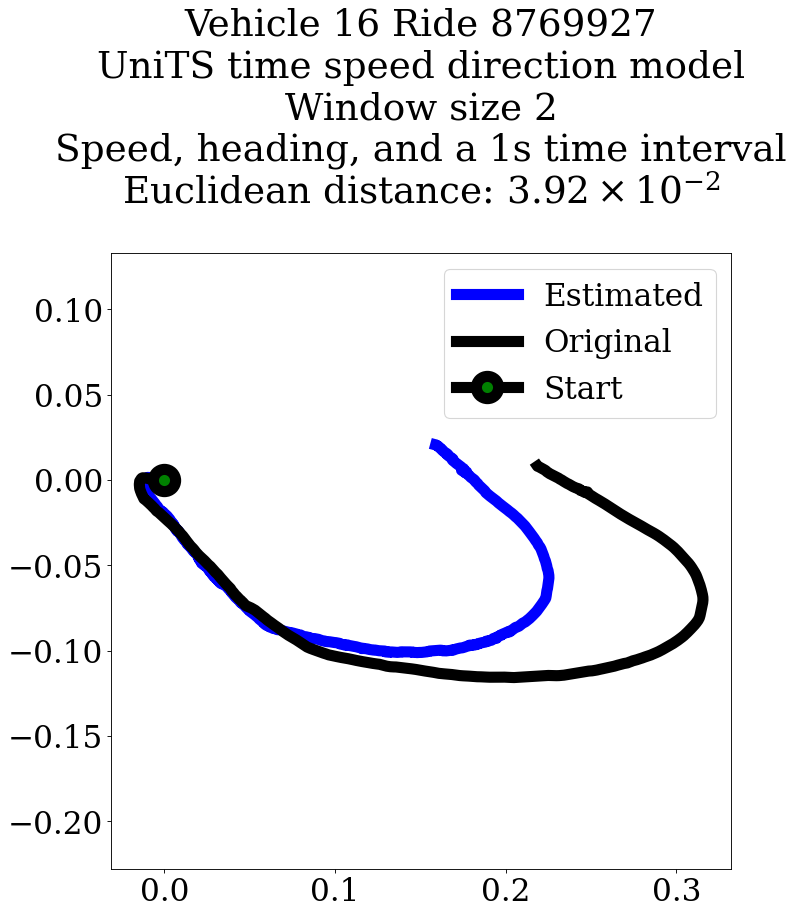 Vehicle 16 Ride 8769927
UniTS time speed direction model
Window size 2
Speed, heading, and a 1s time interval
Euclidean distance: 3.92 × 10⁻²
Estimated
Original
Start
0.10
0.05
0.00
−0.05
−0.10
−0.15
−0.20
0.0 0.1 0.2 0.3